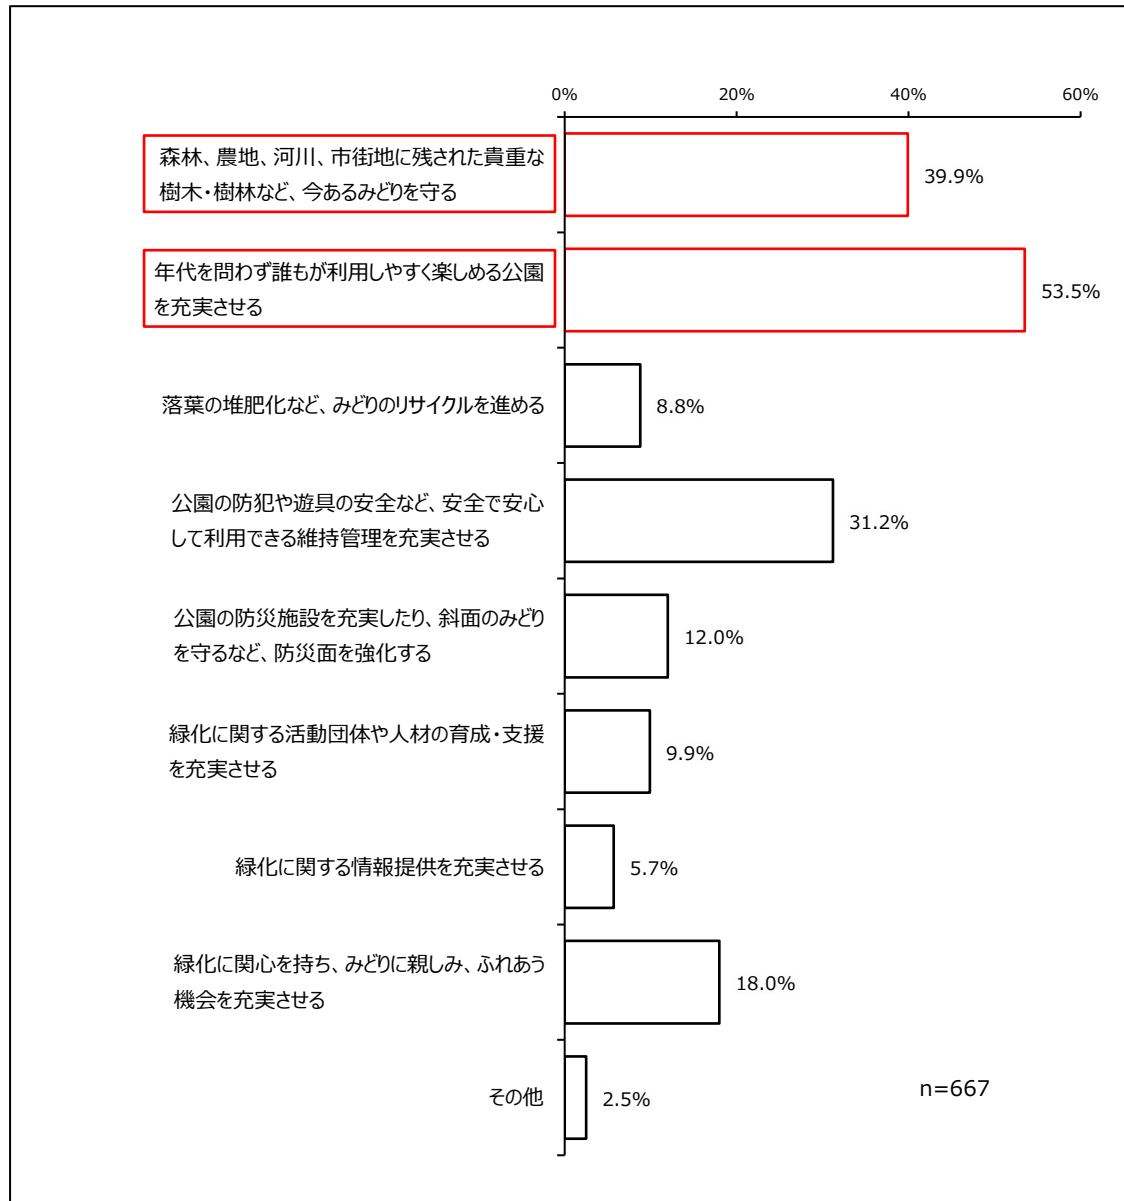 0% 20% 40% 60%
森林、農地、河川、市街地に残された貴重な
樹木・樹林など、今あるみどりを守る
39.9%
年代を問わず誰もが利用しやすく楽しめる公園
を充実させる
53.5%
落葉の堆肥化など、みどりのリサイクルを進める
8.8%
公園の防犯や遊具の安全など、安全で安心
して利用できる維持管理を充実させる
31.2%
公園の防災施設を充実したり、斜面のみどり
を守るなど、防災面を強化する
12.0%
緑化に関する活動団体や人材の育成・支援
を充実させる
9.9%
緑化に関する情報提供を充実させる
5.7%
緑化に関心を持ち、みどりに親しみ、ふれあう
機会を充実させる
18.0%
その他
2.5%
n=667